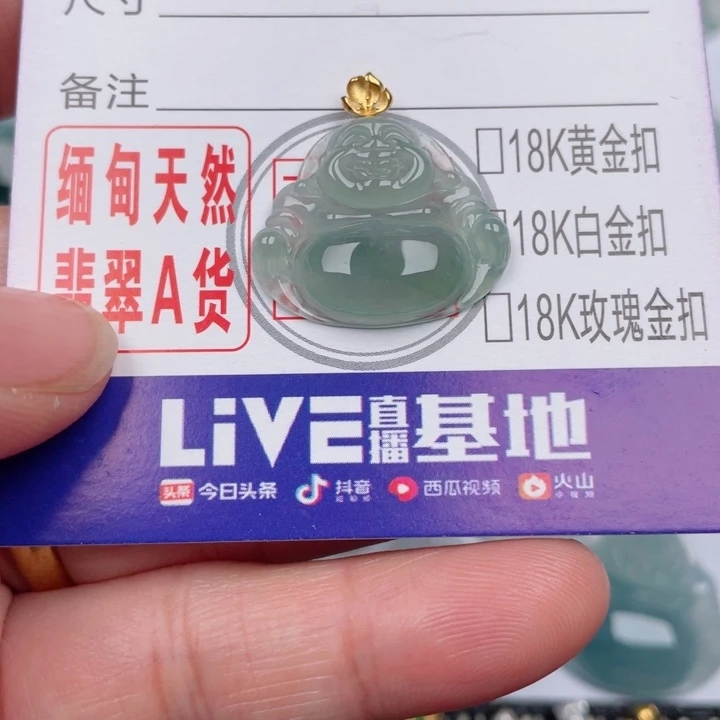 尺寸
备注
缅甸天然
翡翠A货
□18K黄金扣
□18K白金扣
□18K玫瑰金扣
LiVE直播基地
头条 今日头条 抖音 西瓜视频 火山